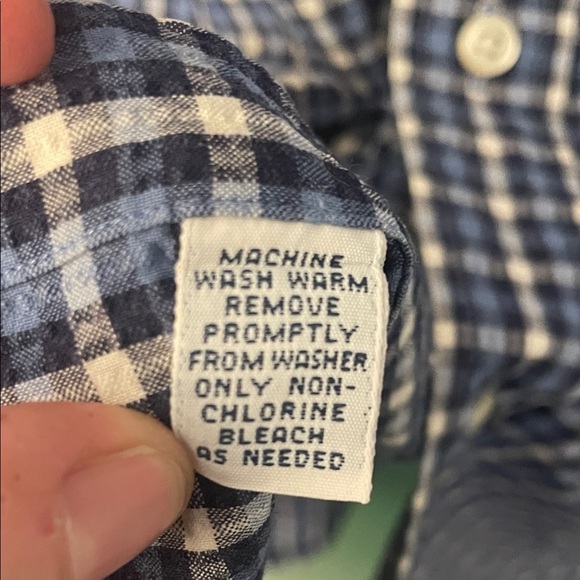 MACHINE
WASH WARM
REMOVE
PROMPTLY
FROM WASHER
ONLY NON-
CHLORINE
BLEACH
AS NEEDED